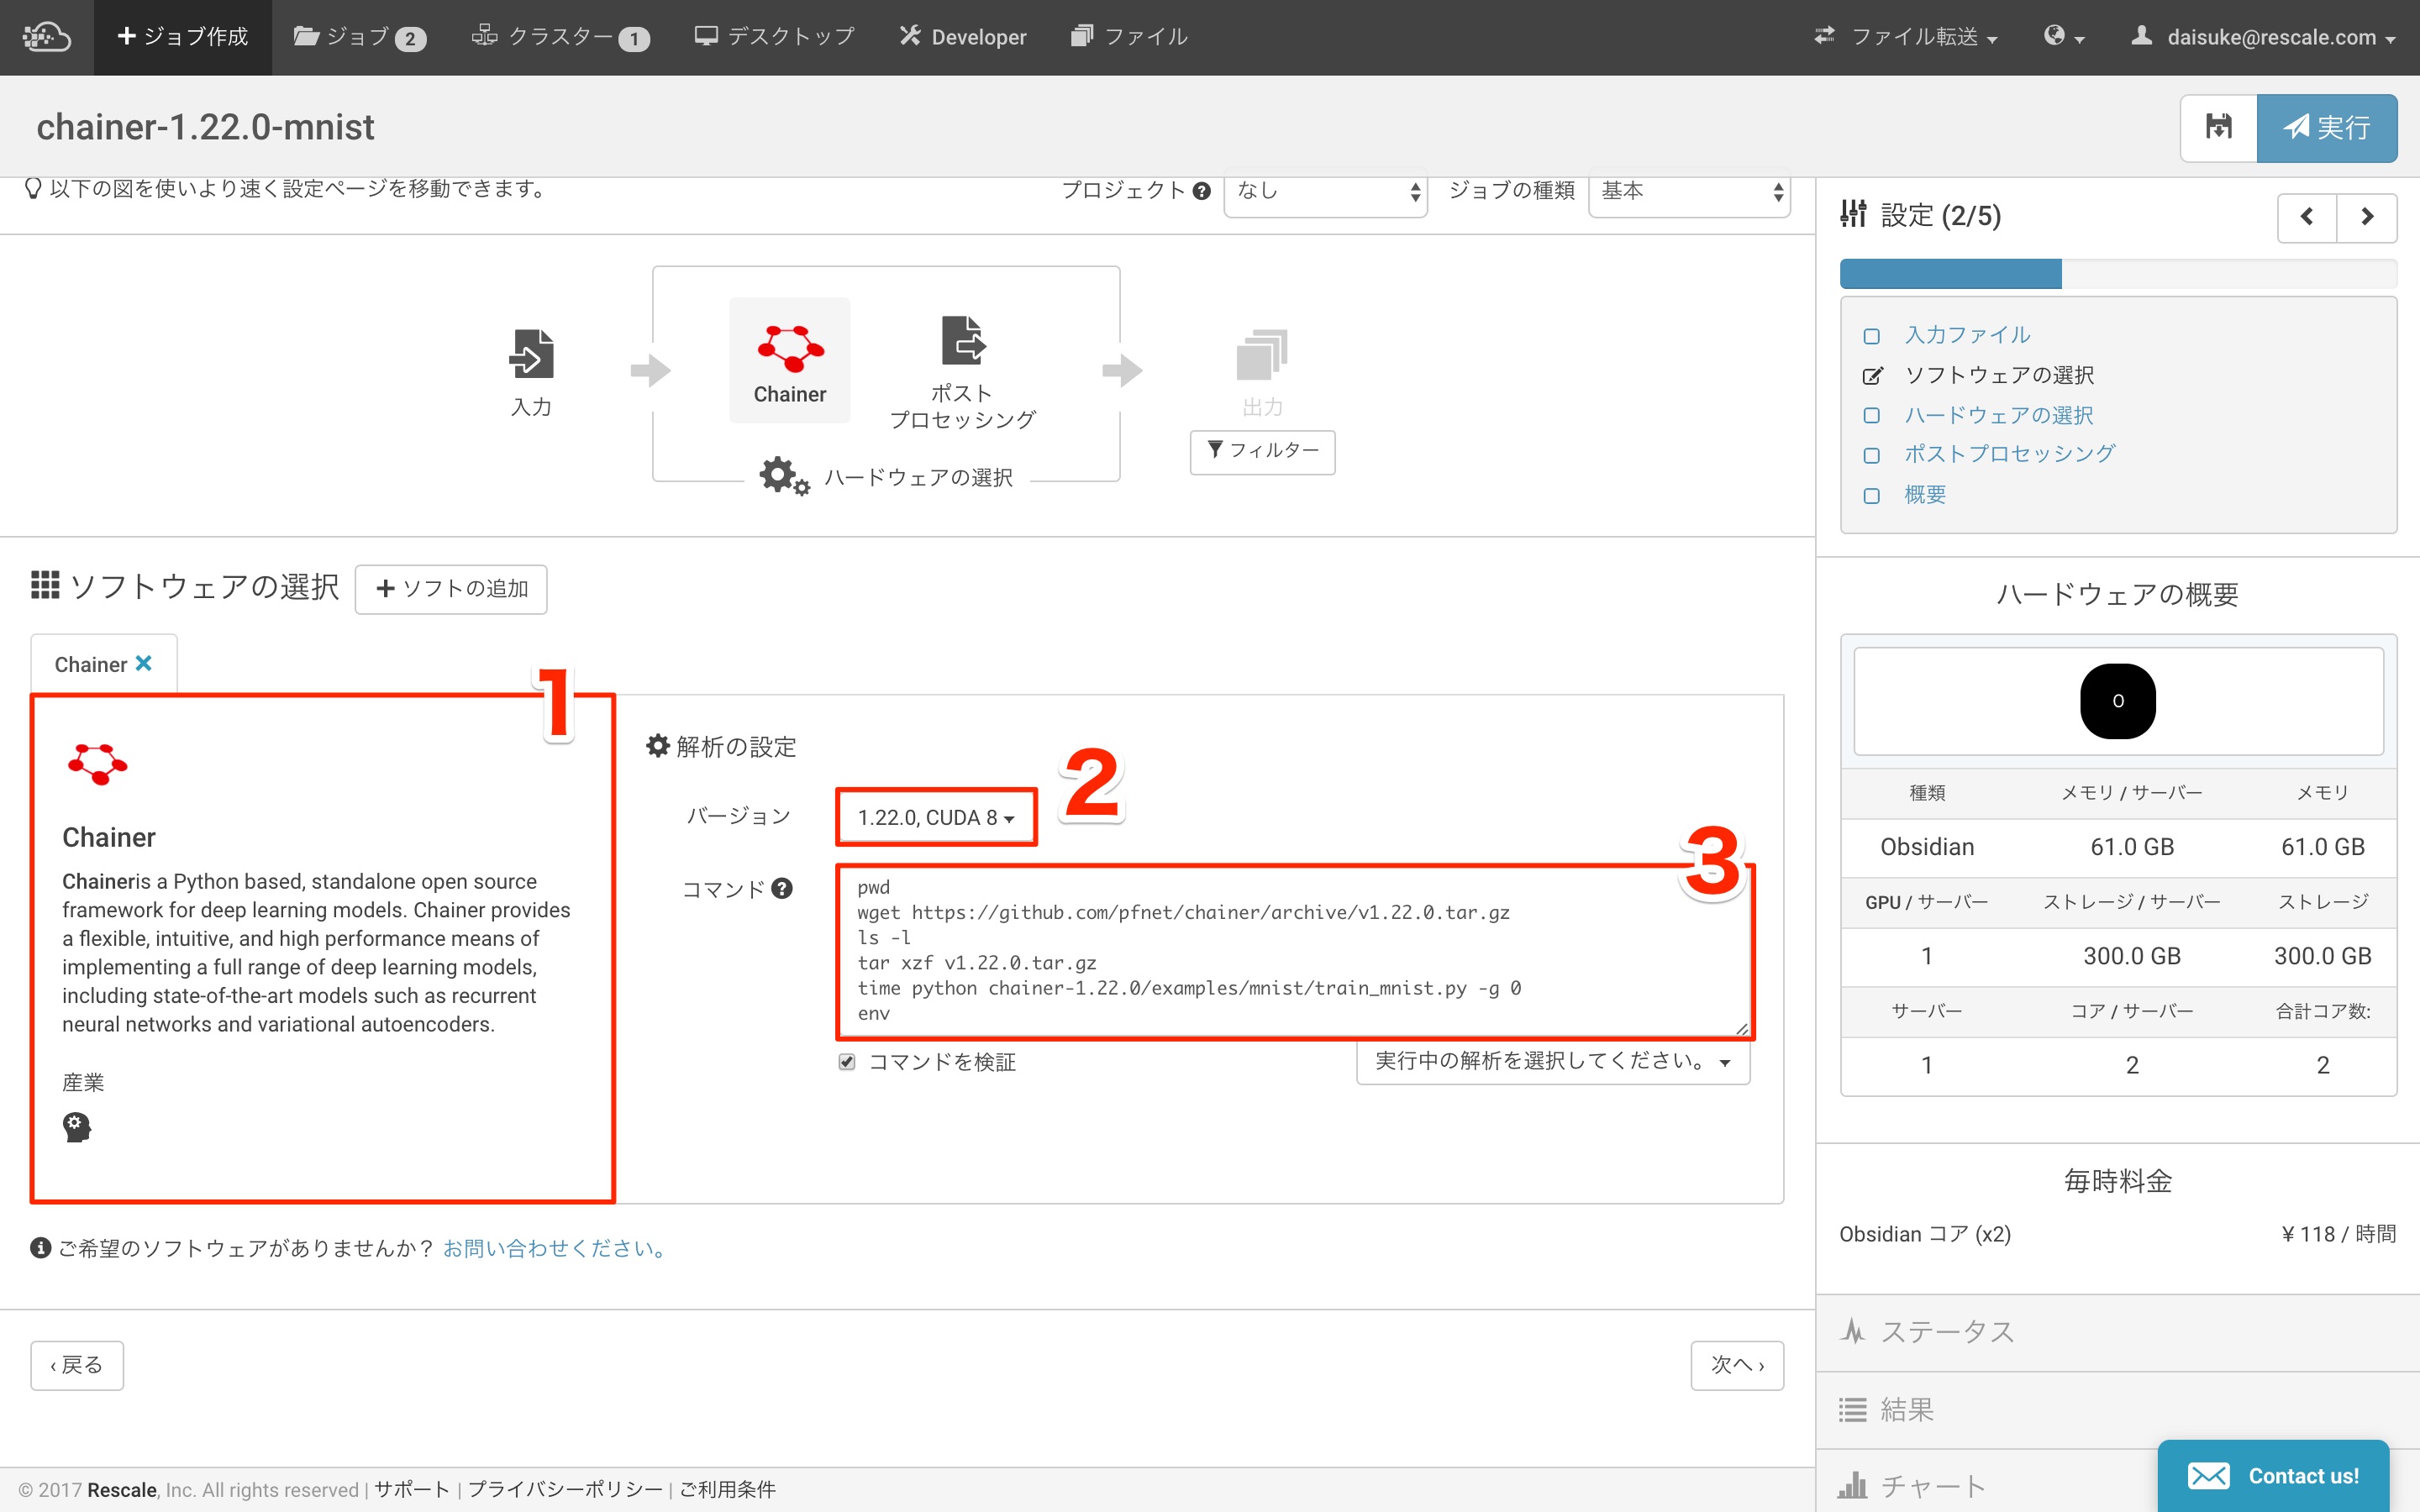 ジョブ作成 ジョブ 2 クラスター 1 デスクトップ Developer ファイル ファイル転送 daisuke@rescale.com
chainer-1.22.0-mnist
実行
以下の図を使いより速く設定ページを移動できます。
プロジェクト ? なし ジョブの種類 基本
入力
Chainer
ポスト
プロセッシング
ハードウェアの選択
出力
フィルター
ソフトウェアの選択
+ ソフトの追加
Chainer ×
1
Chainer
Chaineris a Python based, standalone open source
framework for deep learning models. Chainer provides
a flexible, intuitive, and high performance means of
implementing a full range of deep learning models,
including state-of-the-art models such as recurrent
neural networks and variational autoencoders.
産業
解析の設定
バージョン 1.22.0, CUDA 8
2
3
コマンド ?
pwd
wget https://github.com/pfnet/chainer/archive/v1.22.0.tar.gz
ls -l
tar xzf v1.22.0.tar.gz
time python chainer-1.22.0/examples/mnist/train_mnist.py -g 0
env
コマンドを検証
実行中の解析を選択してください。
ご希望のソフトウェアがありませんか？ お問い合わせください。
‹ 戻る
次へ ›
© 2017 Rescale, Inc. All rights reserved | サポート | プライバシーポリシー | ご利用条件
設定 (2/5)
入力ファイル
ソフトウェアの選択
ハードウェアの選択
ポストプロセッシング
概要
ハードウェアの概要
0
種類 メモリ / サーバー メモリ
Obsidian 61.0 GB 61.0 GB
GPU / サーバー ストレージ / サーバー ストレージ
1 300.0 GB 300.0 GB
サーバー コア / サーバー 合計コア数:
1 2 2
毎時料金
Obsidian コア (x2) ¥ 118 / 時間
ステータス
結果
チャート
Contact us!